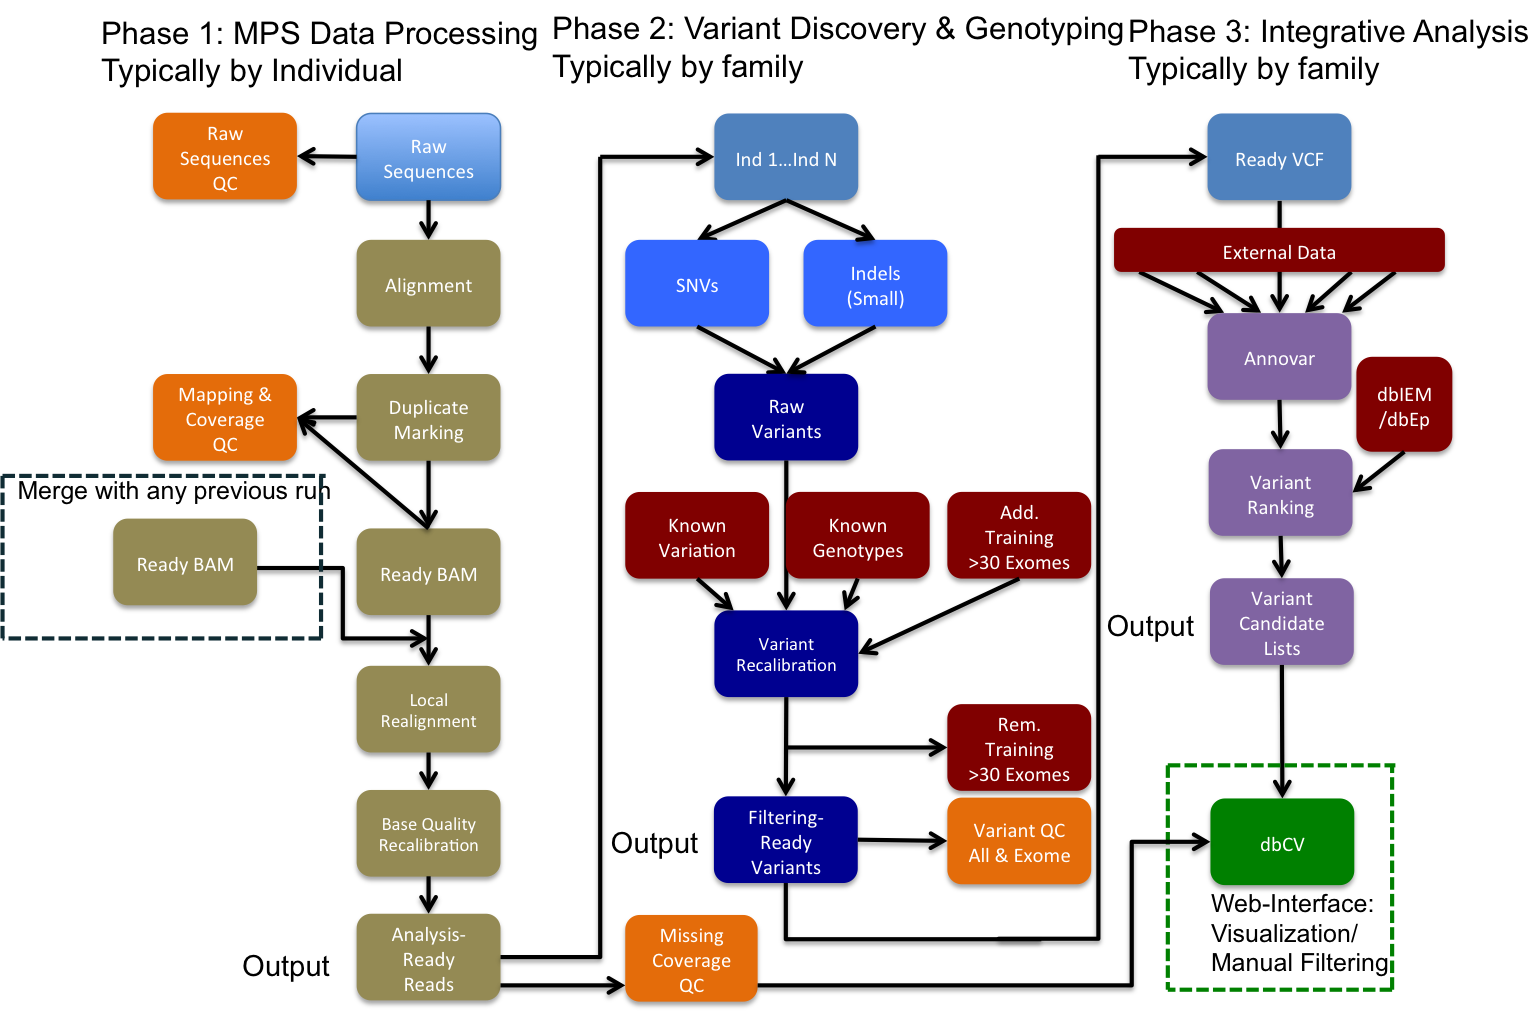 Phase 1: MPS Data Processing
Typically by Individual
Raw
Sequences
QC
Raw
Sequences
Alignment
Mapping &
Coverage
QC
Duplicate
Marking
Merge with any previous run
Ready BAM
Ready BAM
Local
Realignment
Base Quality
Recalibration
Output
Analysis-
Ready
Reads
Phase 2: Variant Discovery & Genotyping
Typically by family
Ind 1...Ind N
SNVs
Indels
(Small)
Raw
Variants
Known
Variation
Known
Genotypes
Add.
Training
>30 Exomes
Variant
Recalibration
Rem.
Training
>30 Exomes
Output
Filtering-
Ready
Variants
Variant QC
All & Exome
Missing
Coverage
QC
Phase 3: Integrative Analysis
Typically by family
Ready VCF
External Data
Annovar
dbIEM
/dbEp
Variant
Ranking
Output
Variant
Candidate
Lists
dbCV
Web-Interface:
Visualization/
Manual Filtering